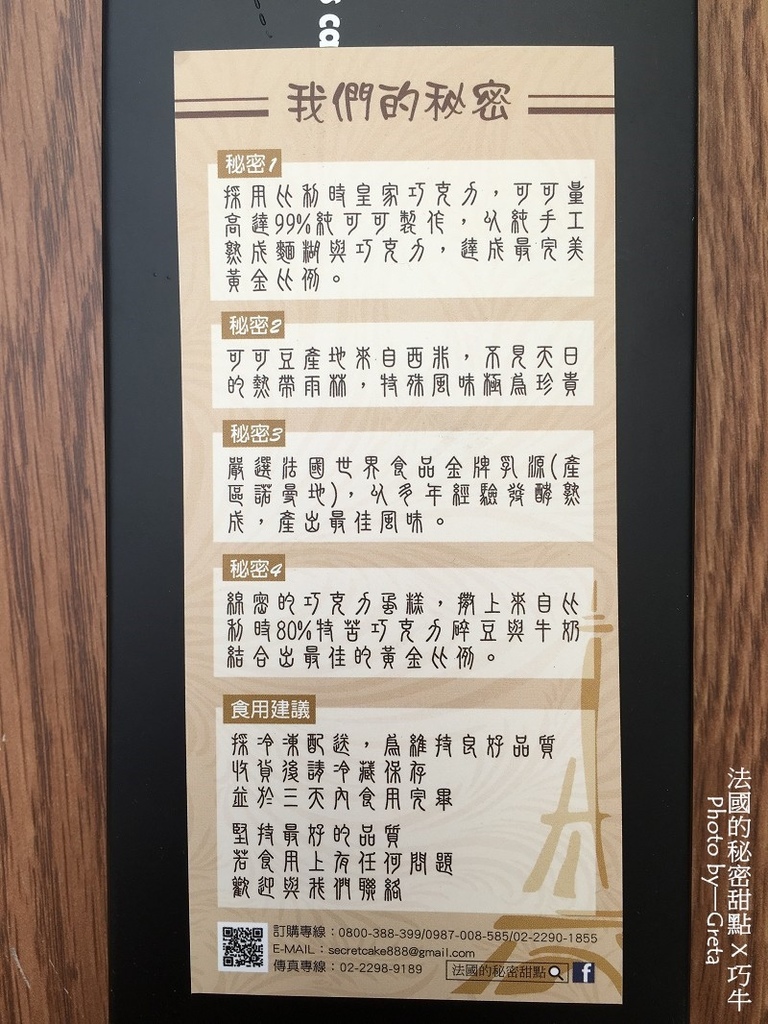 s ca
我們的秘密
秘密1
採用比利時皇家巧克力，可可量
高達99%純可可製作，以純手工
熟成麵糊與巧克力，達成最完美
黃金比例。
秘密2
可可豆產地來自西非，不見天日
的熱帶雨林，特殊風味極為珍貴
秘密3
嚴選法國世界食品金牌乳源(產
區諾曼地)，以多年經驗發酵熟
成，產出最佳風味。
秘密4
綿密的巧克力蛋糕，撒上來自比
利時80%特苦巧克力碎豆與牛奶
結合出最佳的黃金比例。
食用建議
採冷凍配送，為維持良好品質
收貨後請冷藏保存
並於三天內食用完畢
堅持最好的品質
若食用上有任何問題
歡迎與我們聯絡
訂購專線：0800-388-399/0987-008-585/02-2290-1855
E-MAIL：secretcake888@gmail.com
傳真專線：02-2298-9189
法國的秘密甜點
f
法國的秘密甜點 X 巧牛
Photo by—Greta